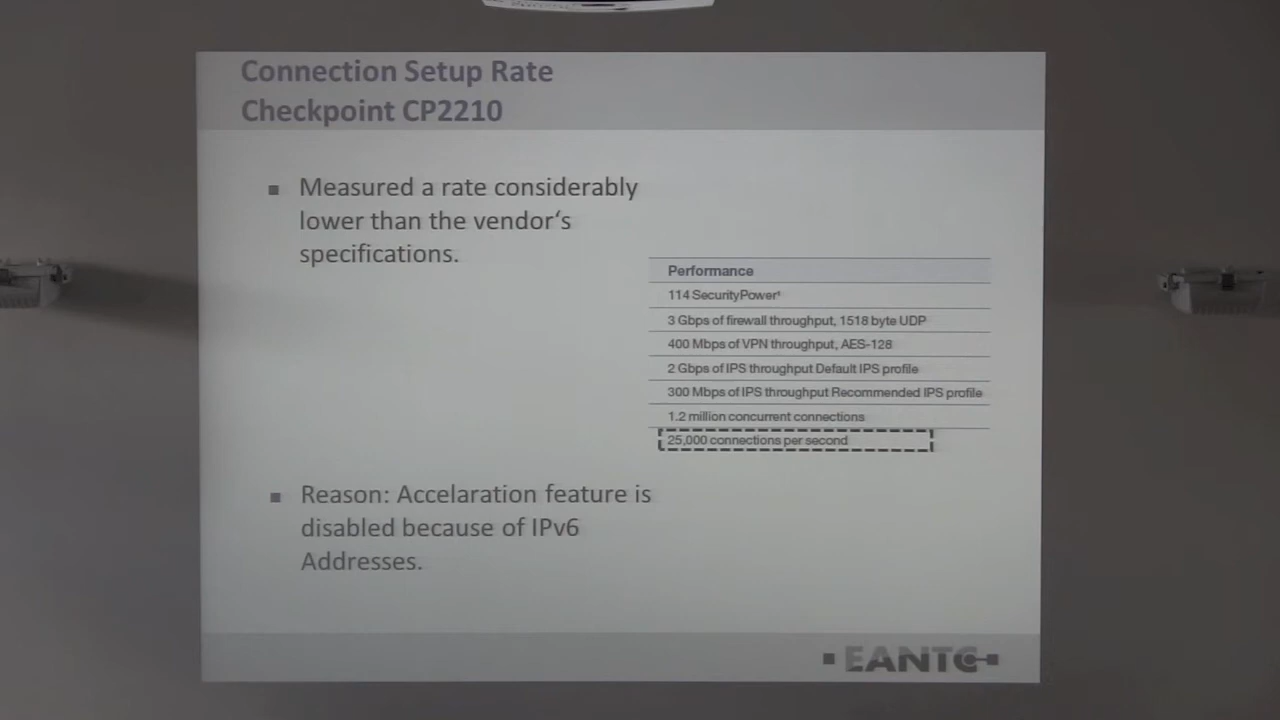 Connection Setup Rate
Checkpoint CP2210
▪ Measured a rate considerably
lower than the vendor‘s
specifications.
Performance
114 SecurityPower¹
3 Gbps of firewall throughput, 1518 byte UDP
400 Mbps of VPN throughput, AES-128
2 Gbps of IPS throughput Default IPS profile
300 Mbps of IPS throughput Recommended IPS profile
1.2 million concurrent connections
25,000 connections per second
▪ Reason: Accelaration feature is
disabled because of IPv6
Addresses.
EANTC